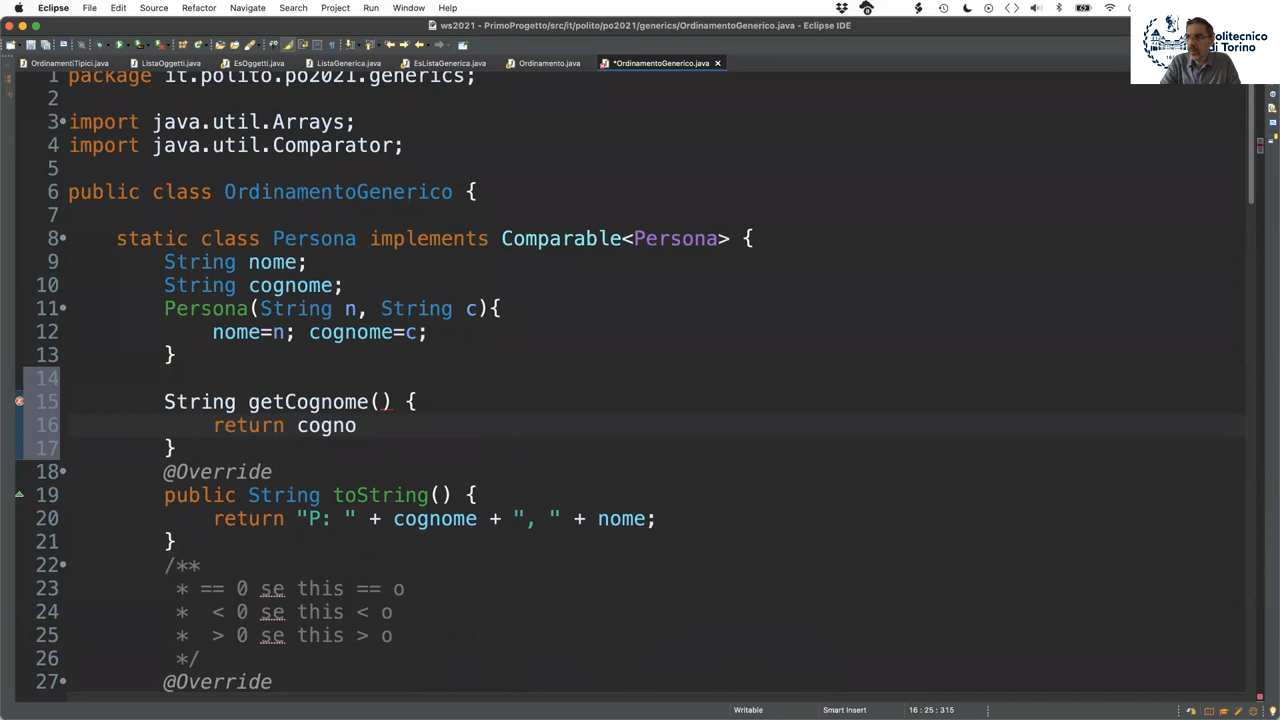 Eclipse File Edit Source Refactor Navigate Search Project Run Window Help
ws2021 - PrimoProgetto/src/it/polito/po2021/generics/OrdinamentoGenerico.java - Eclipse IDE
Politecnico
di Torino
OrdinamentiTipici.java ListaOggetti.java EsOggetti.java ListaGenerica.java EsListaGenerica.java Ordinamento.java *OrdinamentoGenerico.java
1 package it.polito.po2021.generics;
2
3 import java.util.Arrays;
4 import java.util.Comparator;
5
6 public class OrdinamentoGenerico {
7
8 static class Persona implements Comparable<Persona> {
9 String nome;
10 String cognome;
11 Persona(String n, String c){
12 nome=n; cognome=c;
13 }
14
15 String getCognome() {
16 return cogno
17 }
18 @Override
19 public String toString() {
20 return "P: " + cognome + ", " + nome;
21 }
22 /**
23 * == 0 se this == o
24 * < 0 se this < o
25 * > 0 se this > o
26 */
27 @Override
Writable Smart Insert 16 : 25 : 315